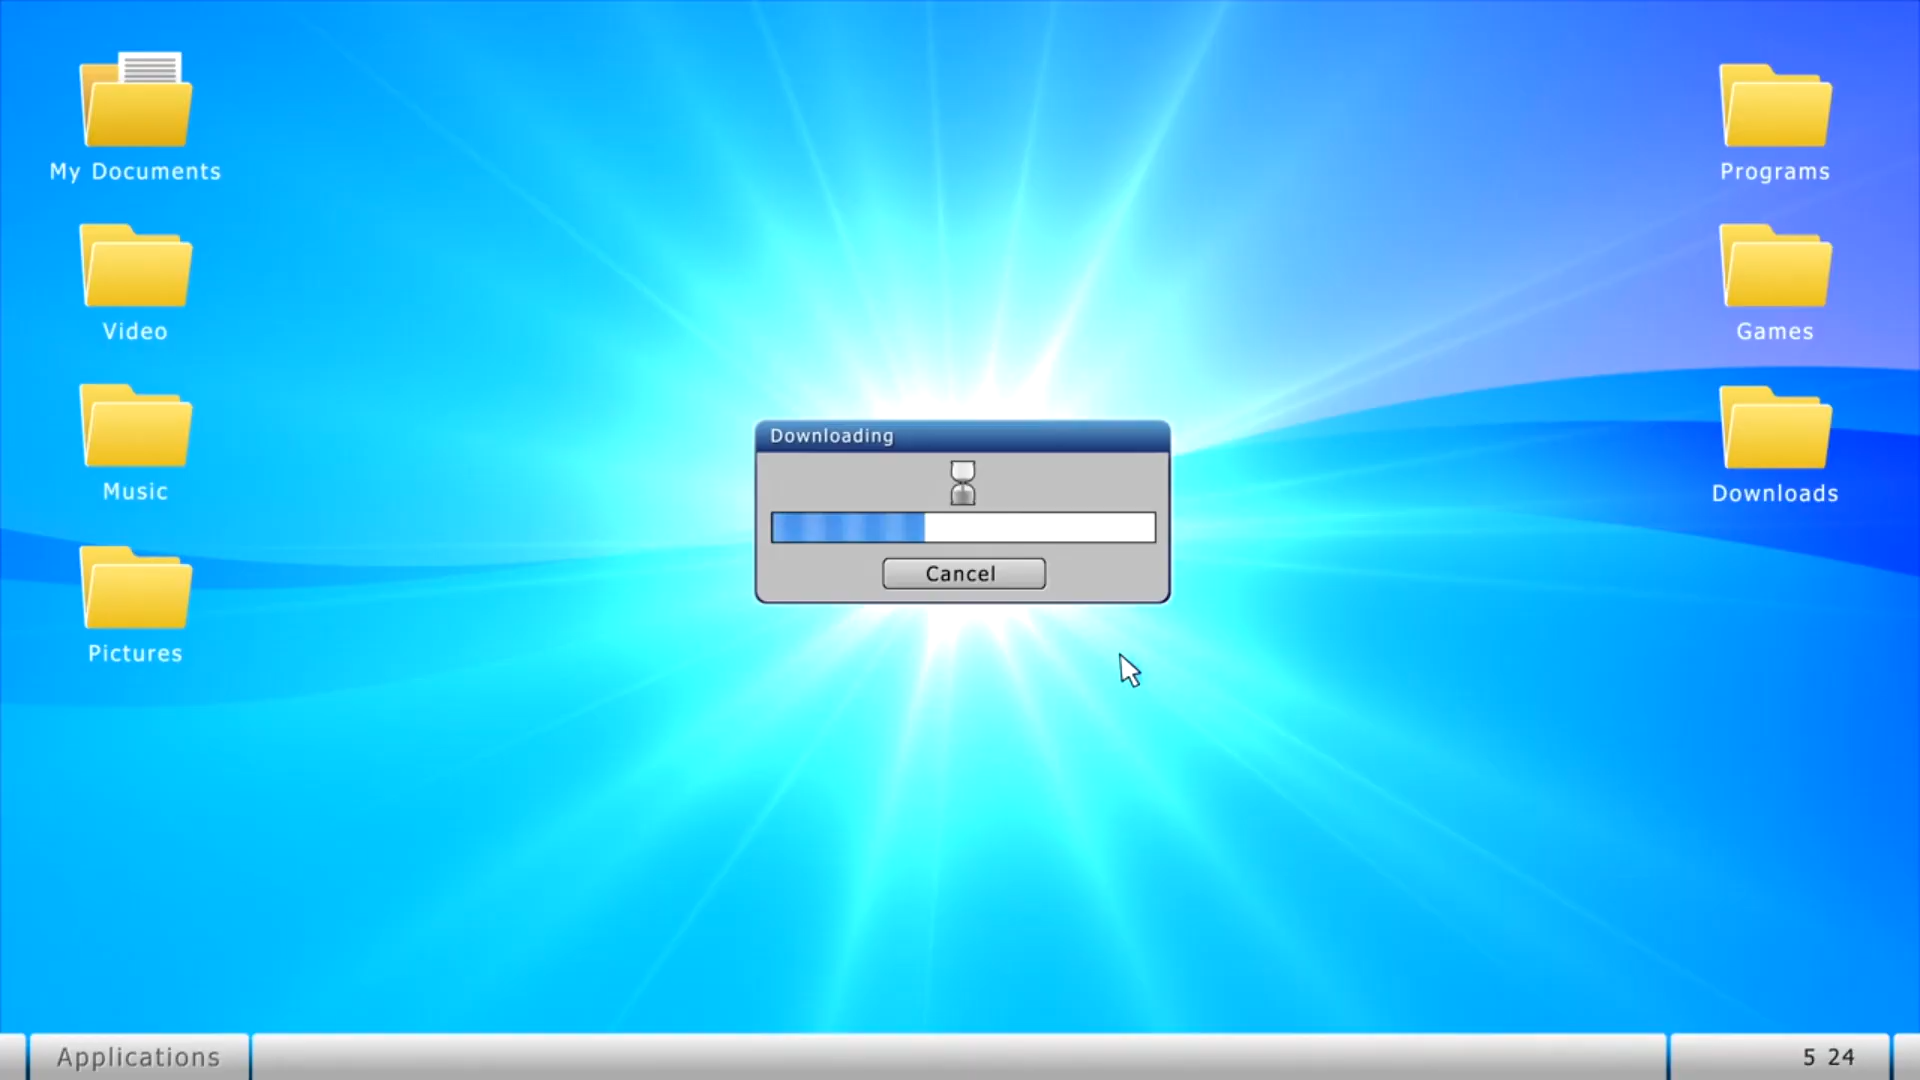 My Documents
Programs
Video
Games
Downloading
Music
Downloads
Cancel
Pictures
Applications
5 24